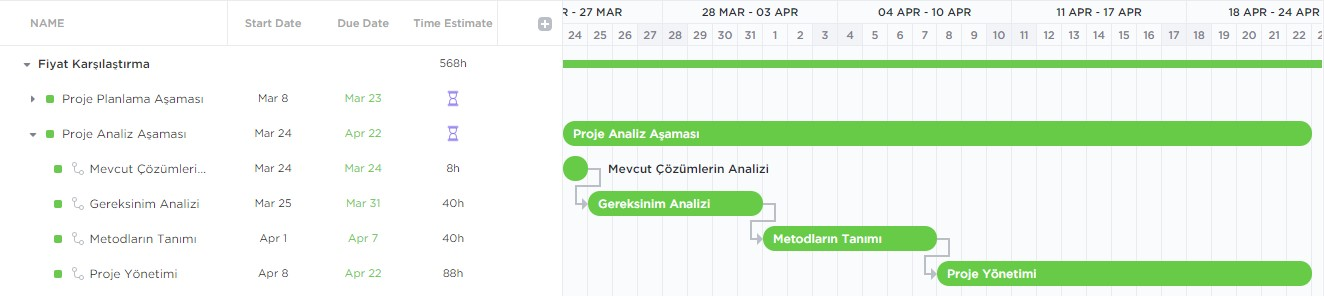 NAME Start Date Due Date Time Estimate - 27 MAR 28 MAR - 03 APR 04 APR - 10 APR 11 APR - 17 APR 18 APR - 24 APR
24 25 26 27 28 29 30 31 1 2 3 4 5 6 7 8 9 10 11 12 13 14 15 16 17 18 19 20 21 22
Fiyat Karşılaştırma 568h
Proje Planlama Aşaması Mar 8 Mar 23
Proje Analiz Aşaması Mar 24 Apr 22 Proje Analiz Aşaması
Mevcut Çözümleri... Mar 24 Mar 24 8h Mevcut Çözümlerin Analizi
Gereksinim Analizi Mar 25 Mar 31 40h Gereksinim Analizi
Metodların Tanımı Apr 1 Apr 7 40h Metodların Tanımı
Proje Yönetimi Apr 8 Apr 22 88h Proje Yönetimi